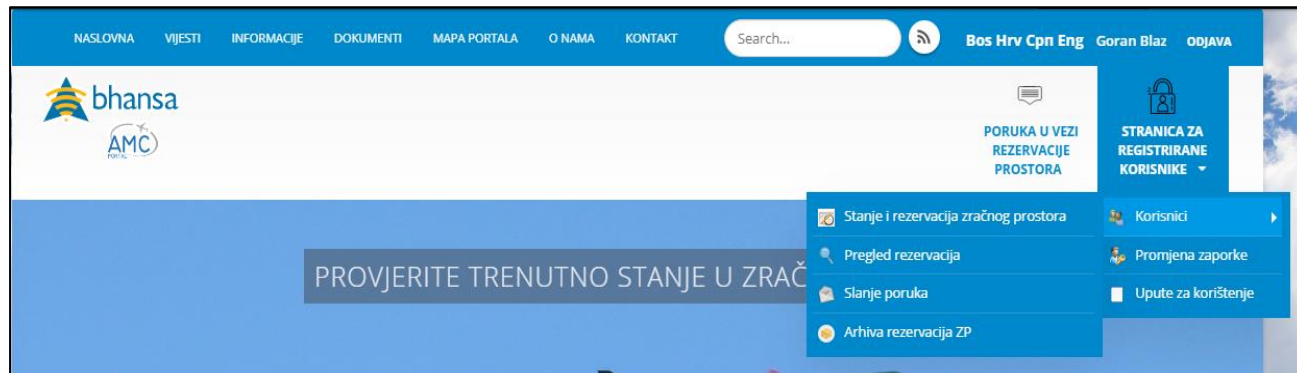 NASLOVNA VIJESTI INFORMACIJE DOKUMENTI MAPA PORTALA O NAMA KONTAKT Search... Bos Hrv Cpn Eng Goran Blaz ODJAVA
bhansa
AMC
PORTAL
PORUKA U VEZI
REZERVACIJE
PROSTORA
STRANICA ZA
REGISTRIRANE
KORISNIKE
Stanje i rezervacija zračnog prostora
Pregled rezervacija
Slanje poruka
Arhiva rezervacija ZP
Korisnici
Promjena zaporke
Upute za korištenje
PROVJERITE TRENUTNO STANJE U ZRAČ